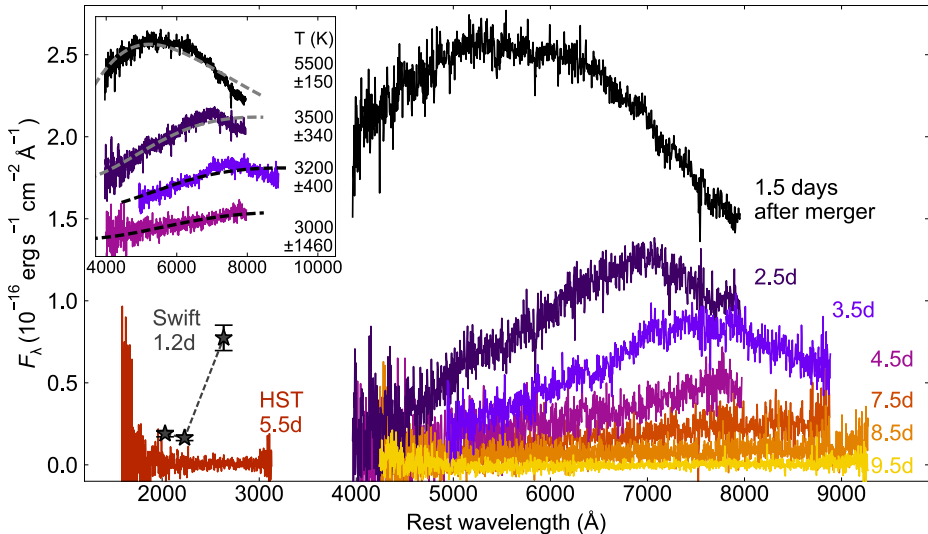 T (K)
5500
±150
3500
±340
3200
±400
3000
±1460
4000 6000 8000 10000
2.5
2.0
1.5
1.0
0.5
0.0
F_λ (10⁻¹⁶ erg s⁻¹ cm⁻² Å⁻¹)
1.5 days
after merger
2.5d
3.5d
4.5d
7.5d
8.5d
9.5d
Swift
1.2d
HST
5.5d
2000 3000 4000 5000 6000 7000 8000 9000
Rest wavelength (Å)